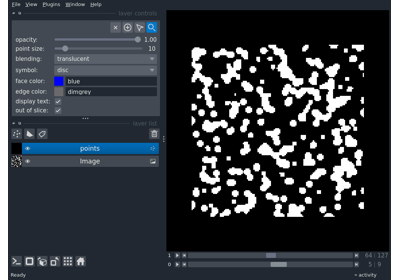 File View Plugins Window Help
layer controls
opacity: 1.00
point size: 10
blending: translucent
symbol: disc
face color: blue
edge color: dimgrey
display text:
out of slice:
layer list
points
Image
1 64 127
0 5 9
Ready activity